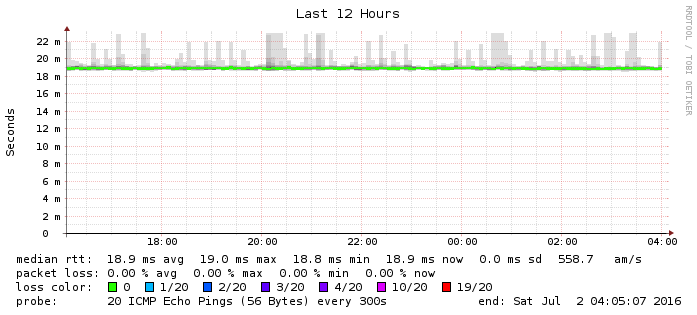 Last 12 Hours
RRDTOOL / TOBI OETIKER
Seconds
22 m
20 m
18 m
16 m
14 m
12 m
10 m
8 m
6 m
4 m
2 m
0
18:00 20:00 22:00 00:00 02:00 04:00
median rtt: 18.9 ms avg 19.0 ms max 18.8 ms min 18.9 ms now 0.0 ms sd 558.7 am/s
packet loss: 0.00 % avg 0.00 % max 0.00 % min 0.00 % now
loss color: 0 1/20 2/20 3/20 4/20 10/20 19/20
probe: 20 ICMP Echo Pings (56 Bytes) every 300s end: Sat Jul 2 04:05:07 2016